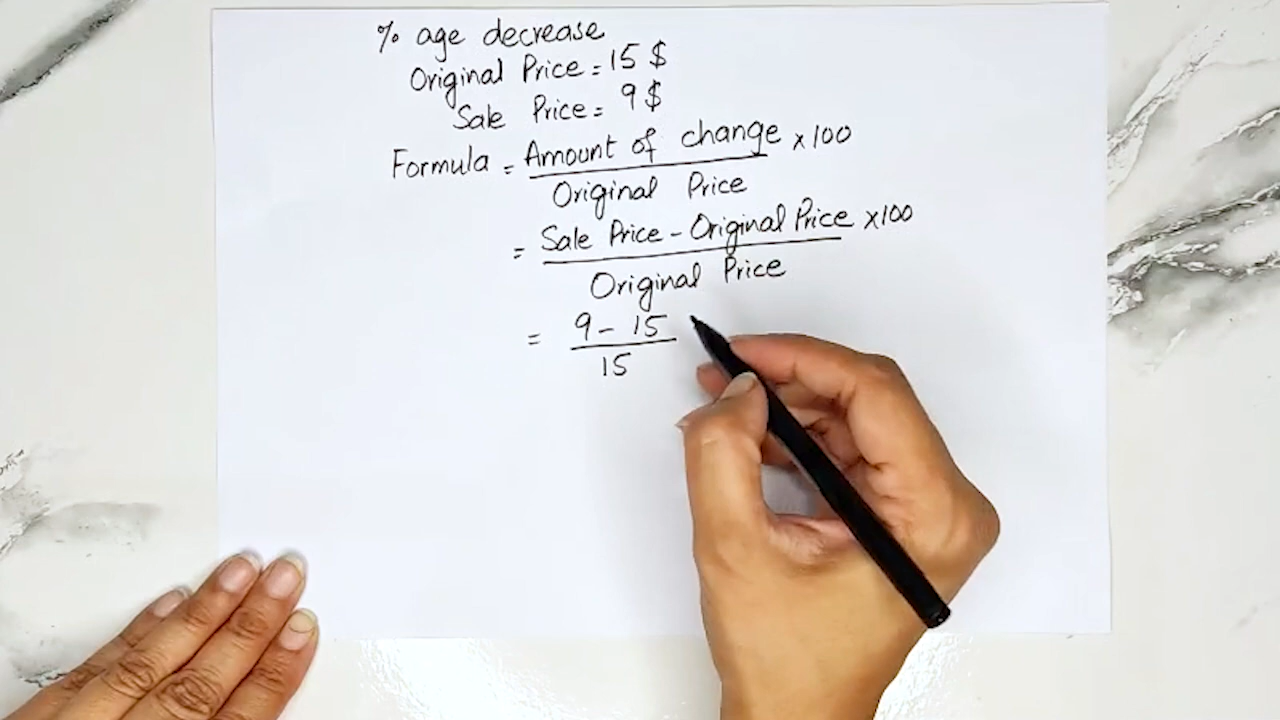 % age decrease
Original Price = 15 $
Sale Price = 9 $
Formula = Amount of change × 100
Original Price
= Sale Price - Original Price × 100
Original Price
= 9 - 15
15